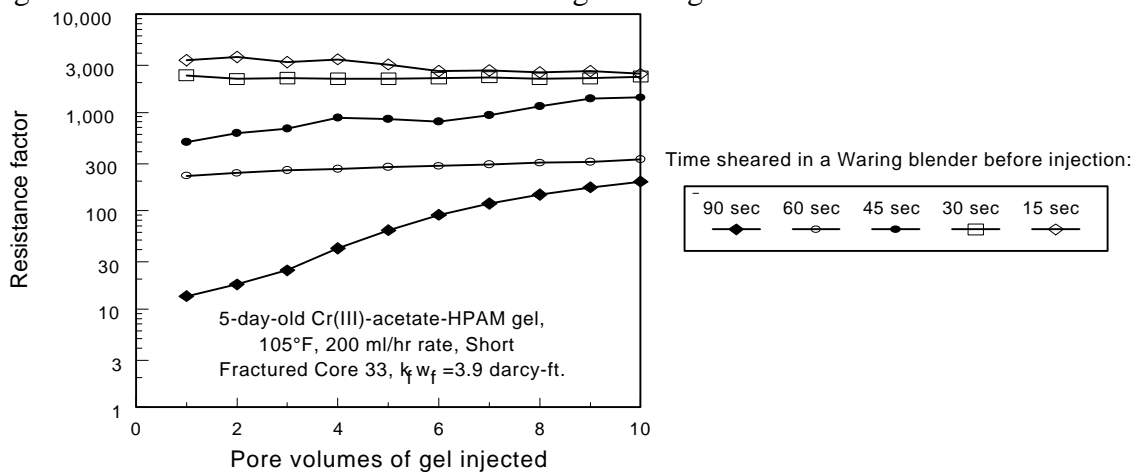 10,000
3,000
1,000
300
100
30
10
3
1
Resistance factor
0 2 4 6 8 10
Pore volumes of gel injected
5-day-old Cr(III)-acetate-HPAM gel,
105°F, 200 ml/hr rate, Short
Fractured Core 33, kfwf =3.9 darcy-ft.
Time sheared in a Waring blender before injection:
90 sec 60 sec 45 sec 30 sec 15 sec